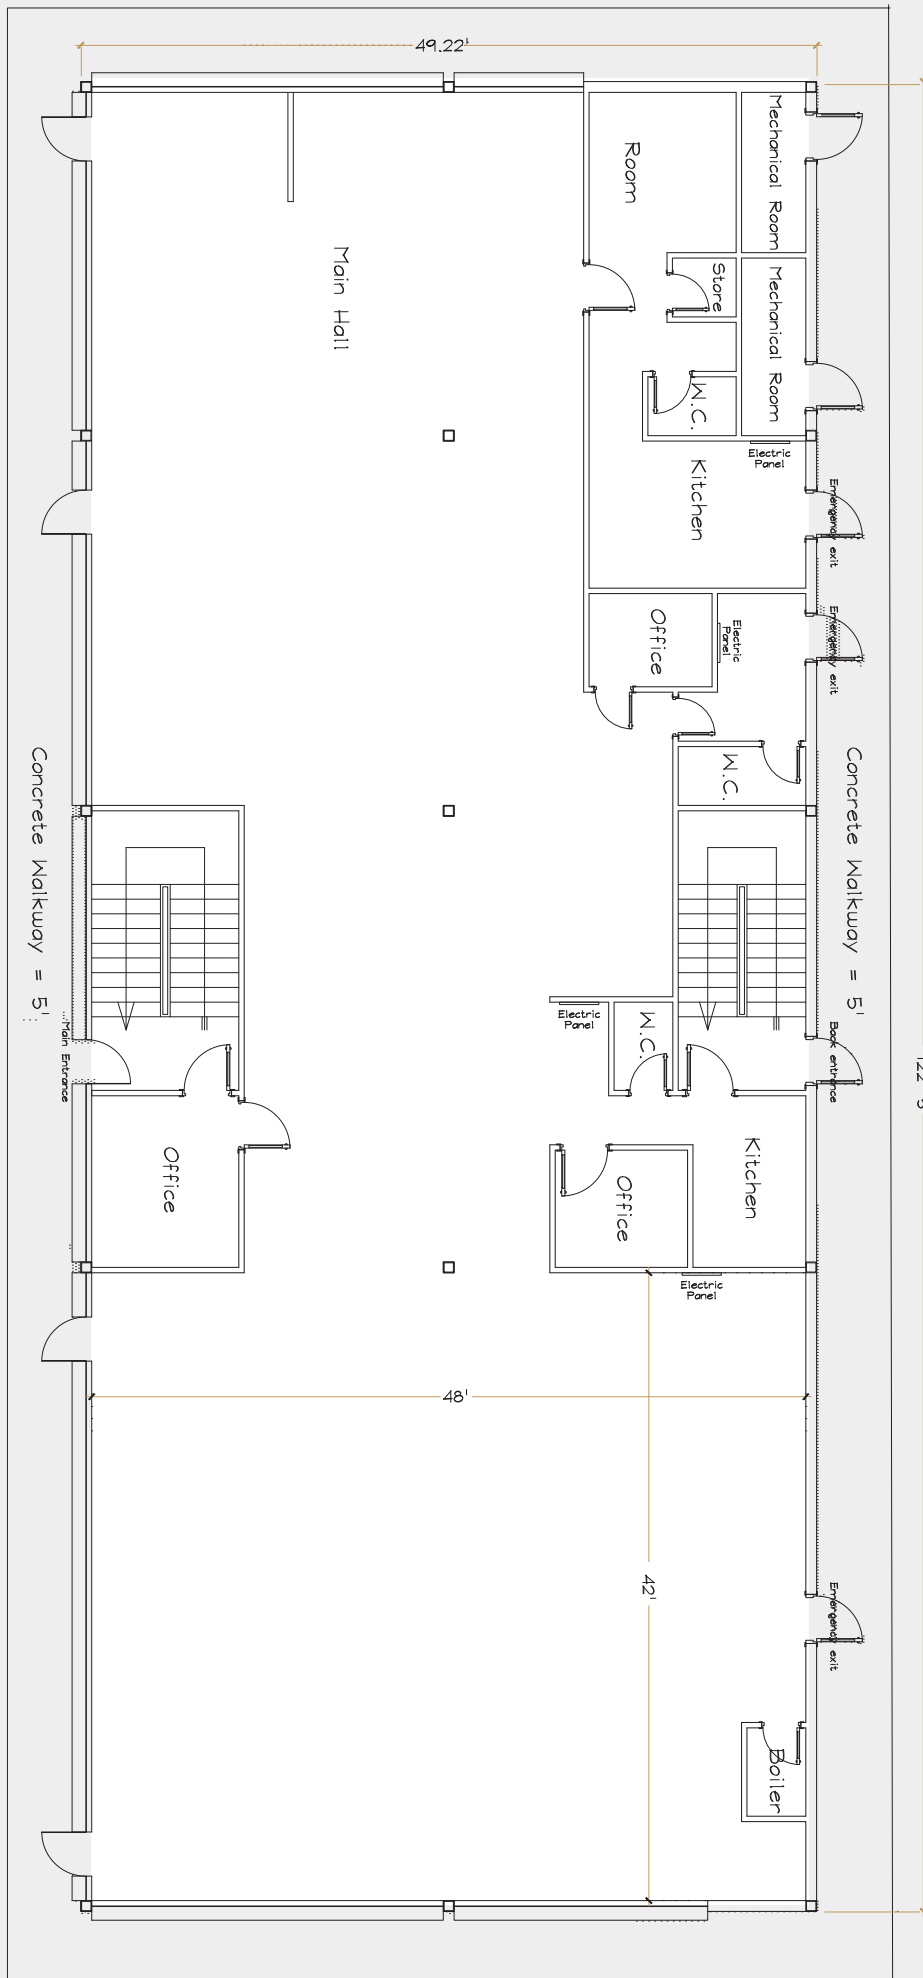 49.22'
Mechanical Room
Room
Main Hall
Store
Mechanical Room
W.C.
Electric
Panel
Kitchen
Emergency exit
Office
Electric
Panel
Emergency exit
W.C.
Concrete Walkway = 5'
Concrete Walkway = 5'
Electric
Panel
W.C.
Main Entrance
Back entrance
Kitchen
Office
Office
Electric
Panel
48'
42'
Emergency exit
Boiler